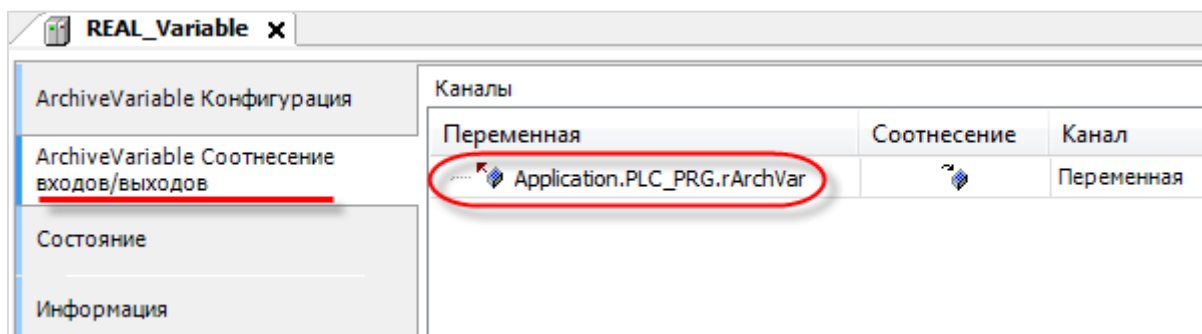 REAL_Variable x
ArchiveVariable Конфигурация
ArchiveVariable Соотнесение
входов/выходов
Состояние
Информация
Каналы
Переменная Соотнесение Канал
Application.PLC_PRG.rArchVar Переменная